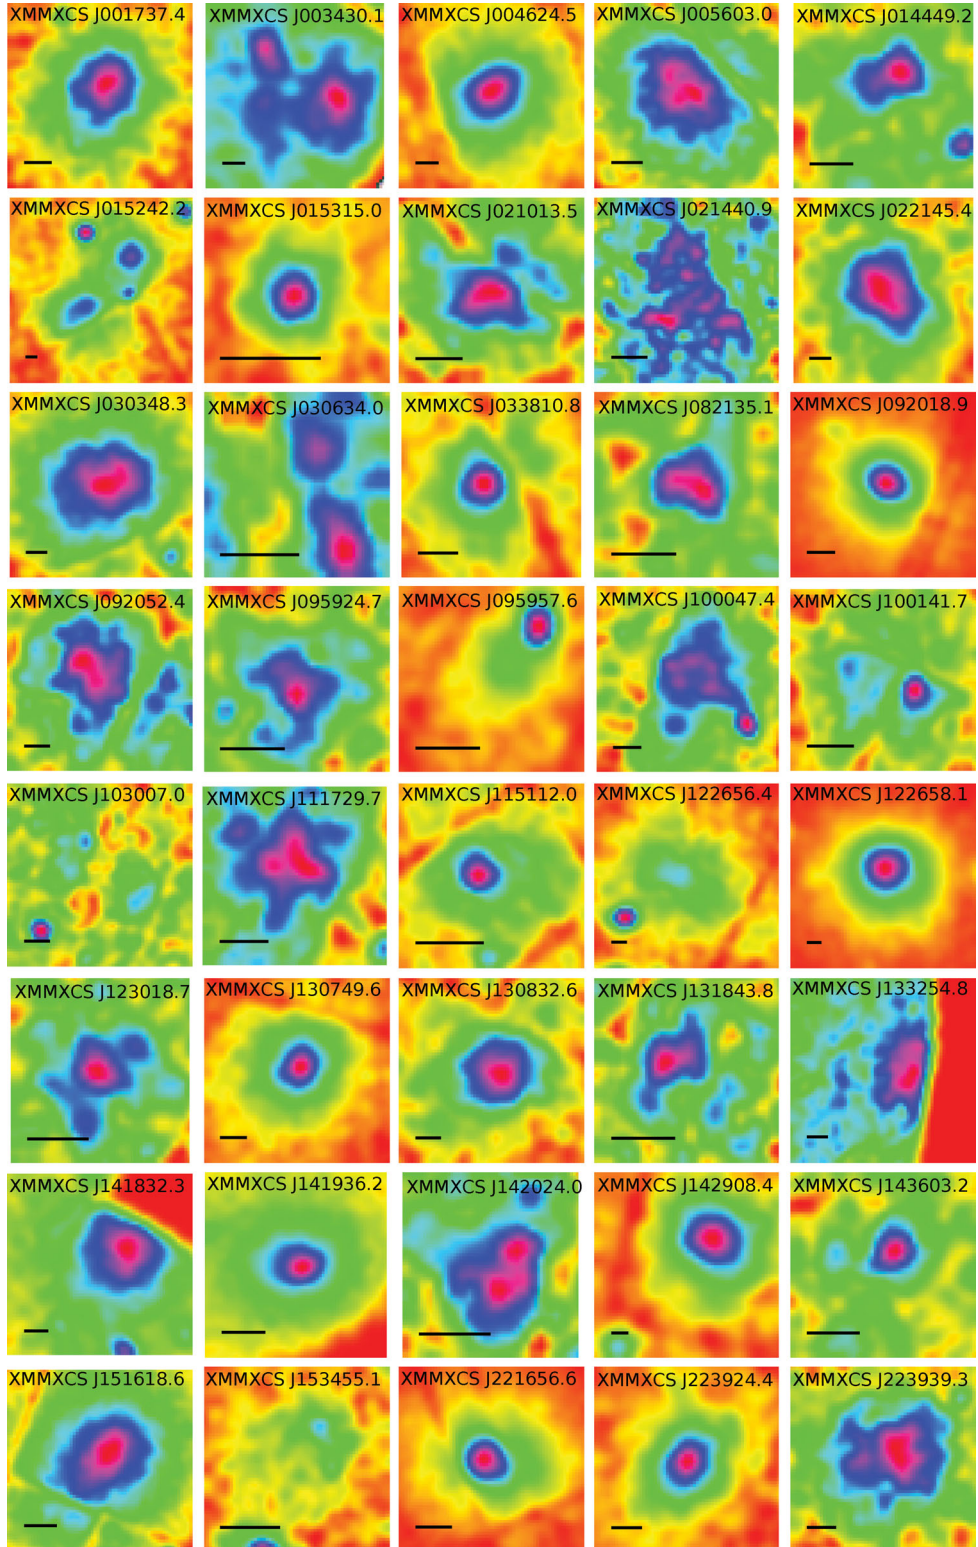 XMMXCS J001737.4
XMMXCS J003430.1
XMMXCS J004624.5
XMMXCS J005603.0
XMMXCS J014449.2
XMMXCS J015242.2
XMMXCS J015315.0
XMMXCS J021013.5
XMMXCS J021440.9
XMMXCS J022145.4
XMMXCS J030348.3
XMMXCS J030634.0
XMMXCS J033810.8
XMMXCS J082135.1
XMMXCS J092018.9
XMMXCS J092052.4
XMMXCS J095924.7
XMMXCS J095957.6
XMMXCS J100047.4
XMMXCS J100141.7
XMMXCS J103007.0
XMMXCS J111729.7
XMMXCS J115112.0
XMMXCS J122656.4
XMMXCS J122658.1
XMMXCS J123018.7
XMMXCS J130749.6
XMMXCS J130832.6
XMMXCS J131843.8
XMMXCS J133254.8
XMMXCS J141832.3
XMMXCS J141936.2
XMMXCS J142024.0
XMMXCS J142908.4
XMMXCS J143603.2
XMMXCS J151618.6
XMMXCS J153455.1
XMMXCS J221656.6
XMMXCS J223924.4
XMMXCS J223939.3